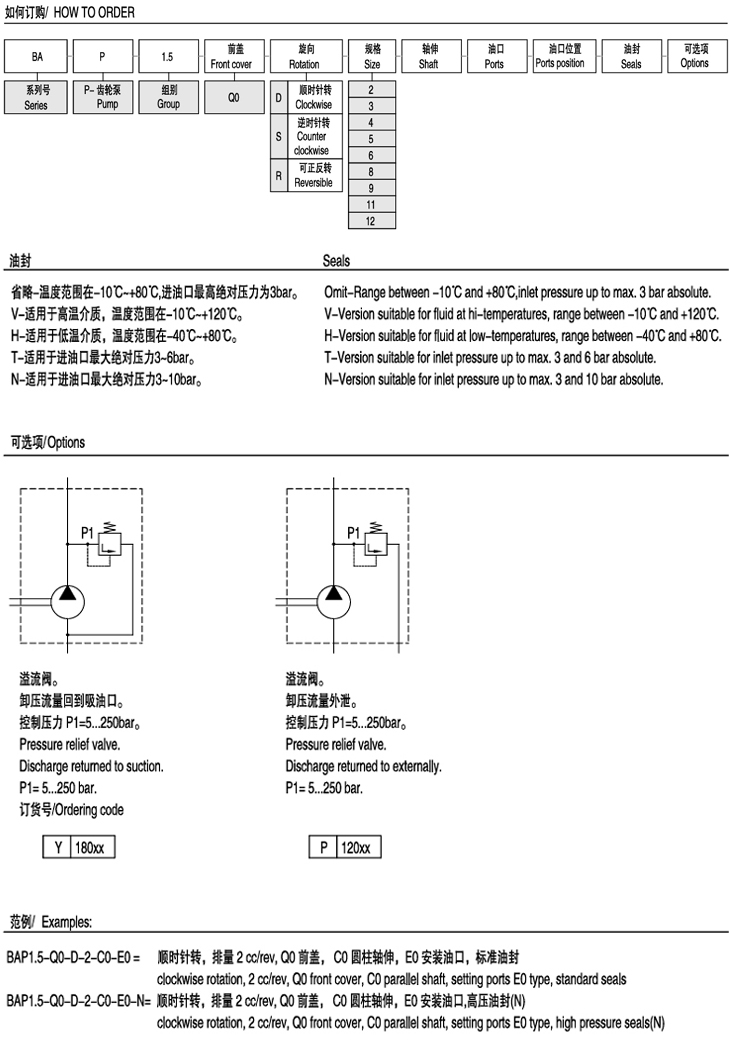 如何订购/ HOW TO ORDER
BA P 1.5 前盖 旋向 规格 轴伸 油口 油口位置 油封 可选项
Front cover Rotation Size Shaft Ports Ports position Seals Options
系列号 P- 齿轮泵 组别 Q0 D 顺时针转 2
Series Pump Group Clockwise 3
S 逆时针转 4
Counter 5
clockwise 6
R 可正反转 8
Reversible 9
11
12
油封 Seals
省略-温度范围在-10℃~+80℃,进油口最高绝对压力为3bar。 Omit-Range between -10℃ and +80℃,inlet pressure up to max. 3 bar absolute.
V-适用于高温介质，温度范围在-10℃~+120℃。 V-Version suitable for fluid at hi-temperatures, range between -10℃ and +120℃.
H-适用于低温介质，温度范围在-40℃~+80℃。 H-Version suitable for fluid at low-temperatures, range between -40℃ and +80℃.
T-适用于进油口最大绝对压力3~6bar。 T-Version suitable for inlet pressure up to max. 3 and 6 bar absolute.
N-适用于进油口最大绝对压力3~10bar。 N-Version suitable for inlet pressure up to max. 3 and 10 bar absolute.
可选项/Options
P1 P1
溢流阀。 溢流阀。
卸压流量回到吸油口。 卸压流量外泄。
控制压力 P1=5...250bar。 控制压力 P1=5...250bar。
Pressure relief valve. Pressure relief valve.
Discharge returned to suction. Discharge returned to externally.
P1= 5...250 bar. P1= 5...250 bar.
订货号/Ordering code
Y 180xx P 120xx
范例/ Examples:
BAP1.5-Q0-D-2-C0-E0 = 顺时针转，排量 2 cc/rev, Q0 前盖， C0 圆柱轴伸，E0 安装油口，标准油封
clockwise rotation, 2 cc/rev, Q0 front cover, C0 parallel shaft, setting ports E0 type, standard seals
BAP1.5-Q0-D-2-C0-E0-N= 顺时针转，排量 2 cc/rev, Q0 前盖， C0 圆柱轴伸，E0 安装油口,高压油封(N)
clockwise rotation, 2 cc/rev, Q0 front cover, C0 parallel shaft, setting ports E0 type, high pressure seals(N)